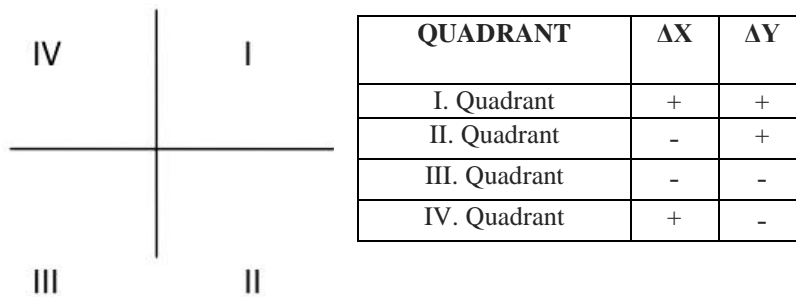 IV I
III II
QUADRANT ΔX ΔY
I. Quadrant + +
II. Quadrant - +
III. Quadrant - -
IV. Quadrant + -